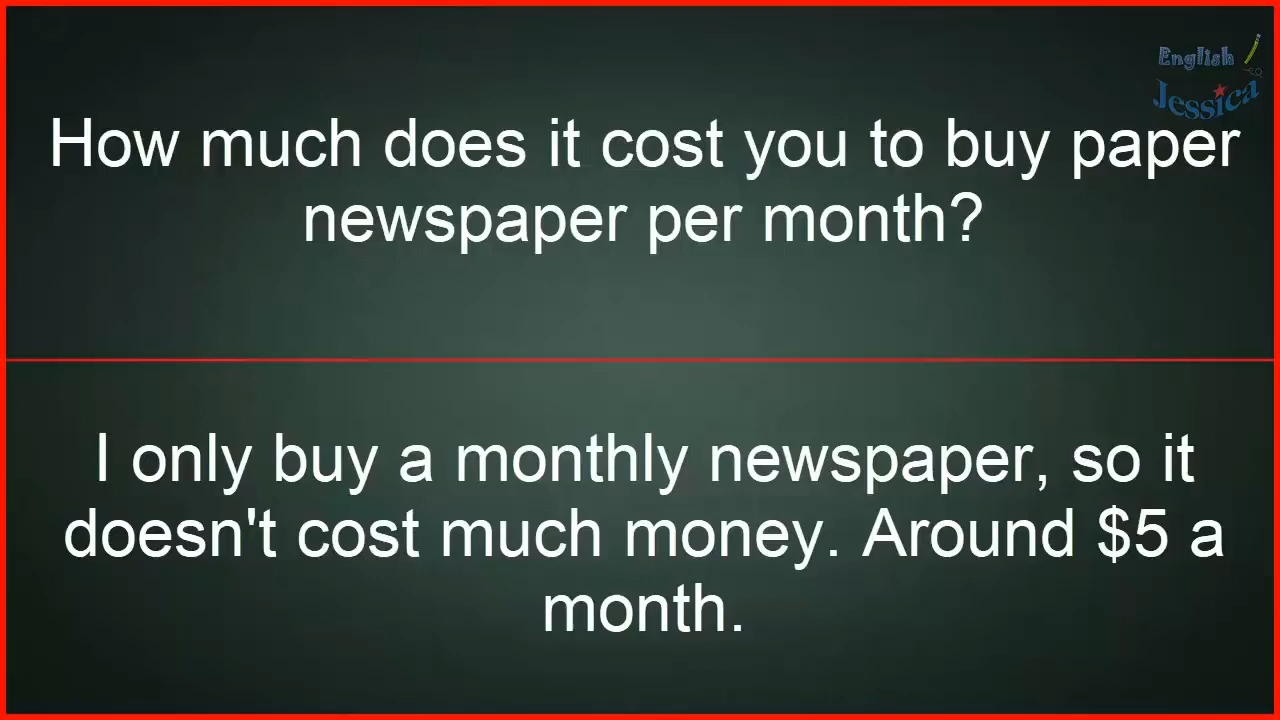 English
Jessica
How much does it cost you to buy paper
newspaper per month?
I only buy a monthly newspaper, so it
doesn't cost much money. Around $5 a
month.